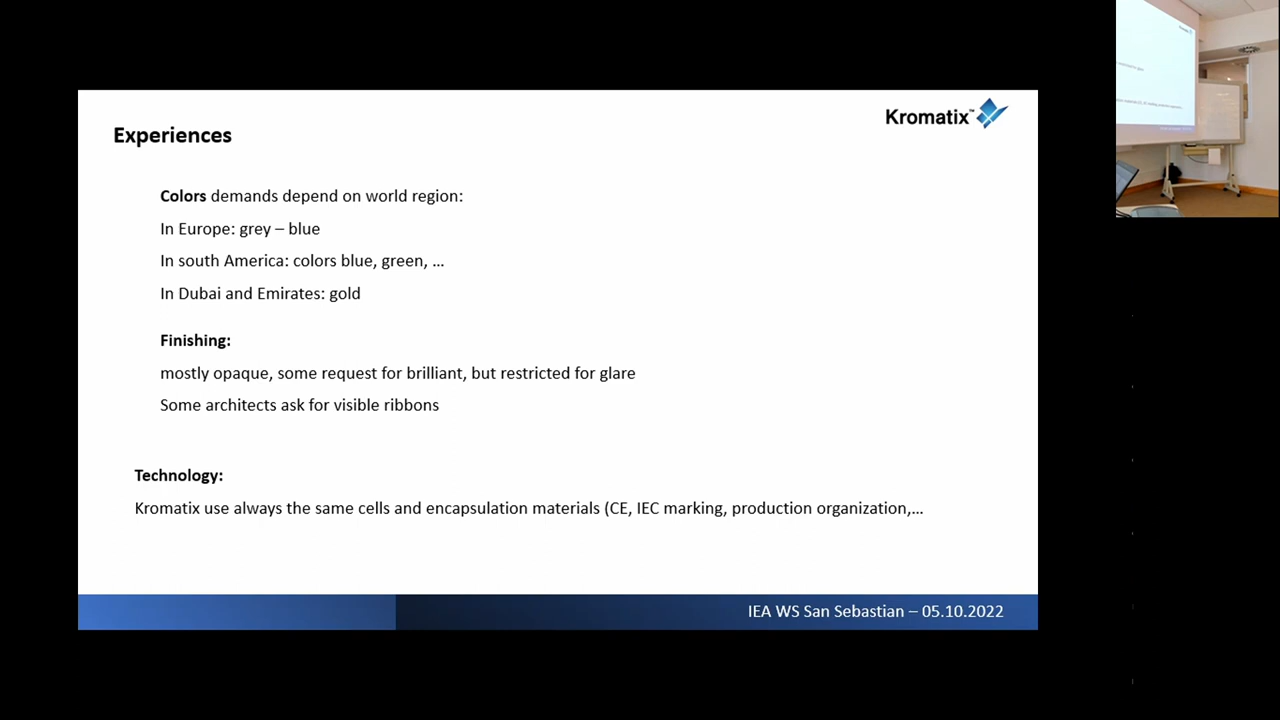 Kromatix™
Experiences
Colors demands depend on world region:
In Europe: grey – blue
In south America: colors blue, green, ...
In Dubai and Emirates: gold
Finishing:
mostly opaque, some request for brilliant, but restricted for glare
Some architects ask for visible ribbons
Technology:
Kromatix use always the same cells and encapsulation materials (CE, IEC marking, production organization,...
IEA WS San Sebastian – 05.10.2022